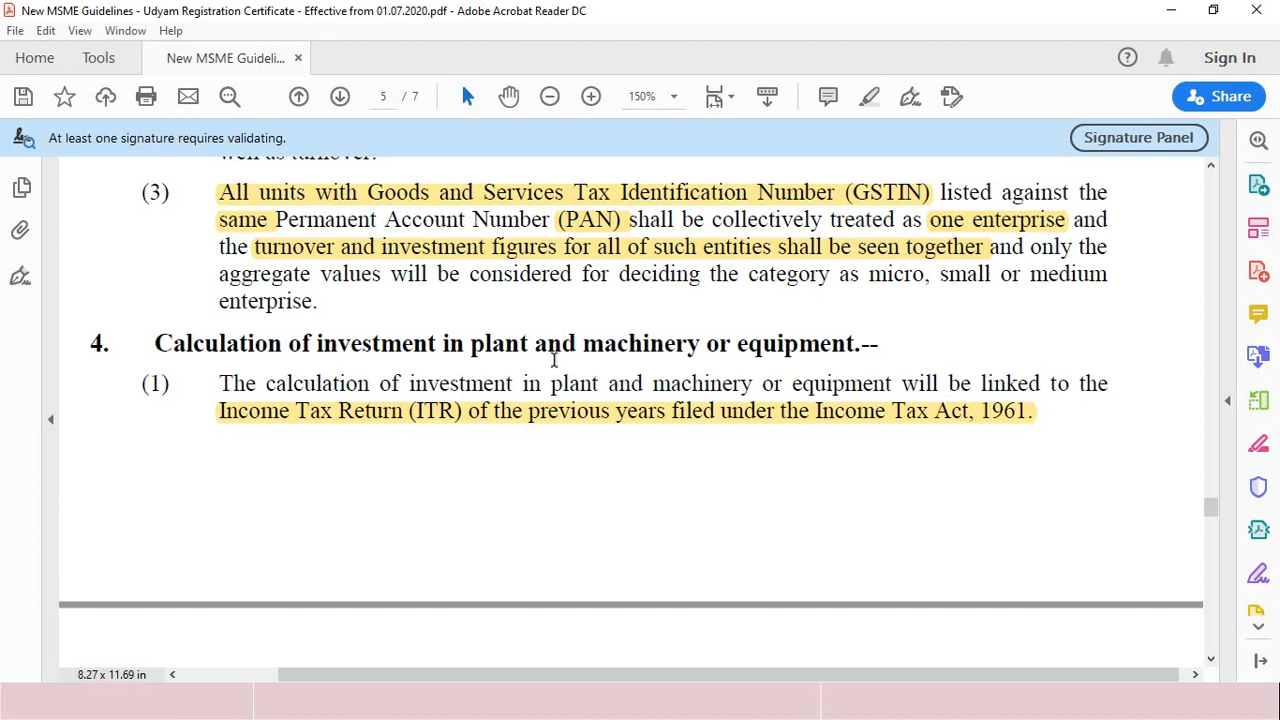 New MSME Guidelines - Udyam Registration Certificate - Effective from 01.07.2020.pdf - Adobe Acrobat Reader DC
File Edit View Window Help
Home Tools New MSME Guideli... × Sign In
5 / 7 150% Share
At least one signature requires validating. Signature Panel
well as turnover.
(3) All units with Goods and Services Tax Identification Number (GSTIN) listed against the
same Permanent Account Number (PAN) shall be collectively treated as one enterprise and
the turnover and investment figures for all of such entities shall be seen together and only the
aggregate values will be considered for deciding the category as micro, small or medium
enterprise.
4. Calculation of investment in plant and machinery or equipment.--
(1) The calculation of investment in plant and machinery or equipment will be linked to the
Income Tax Return (ITR) of the previous years filed under the Income Tax Act, 1961.
8.27 x 11.69 in